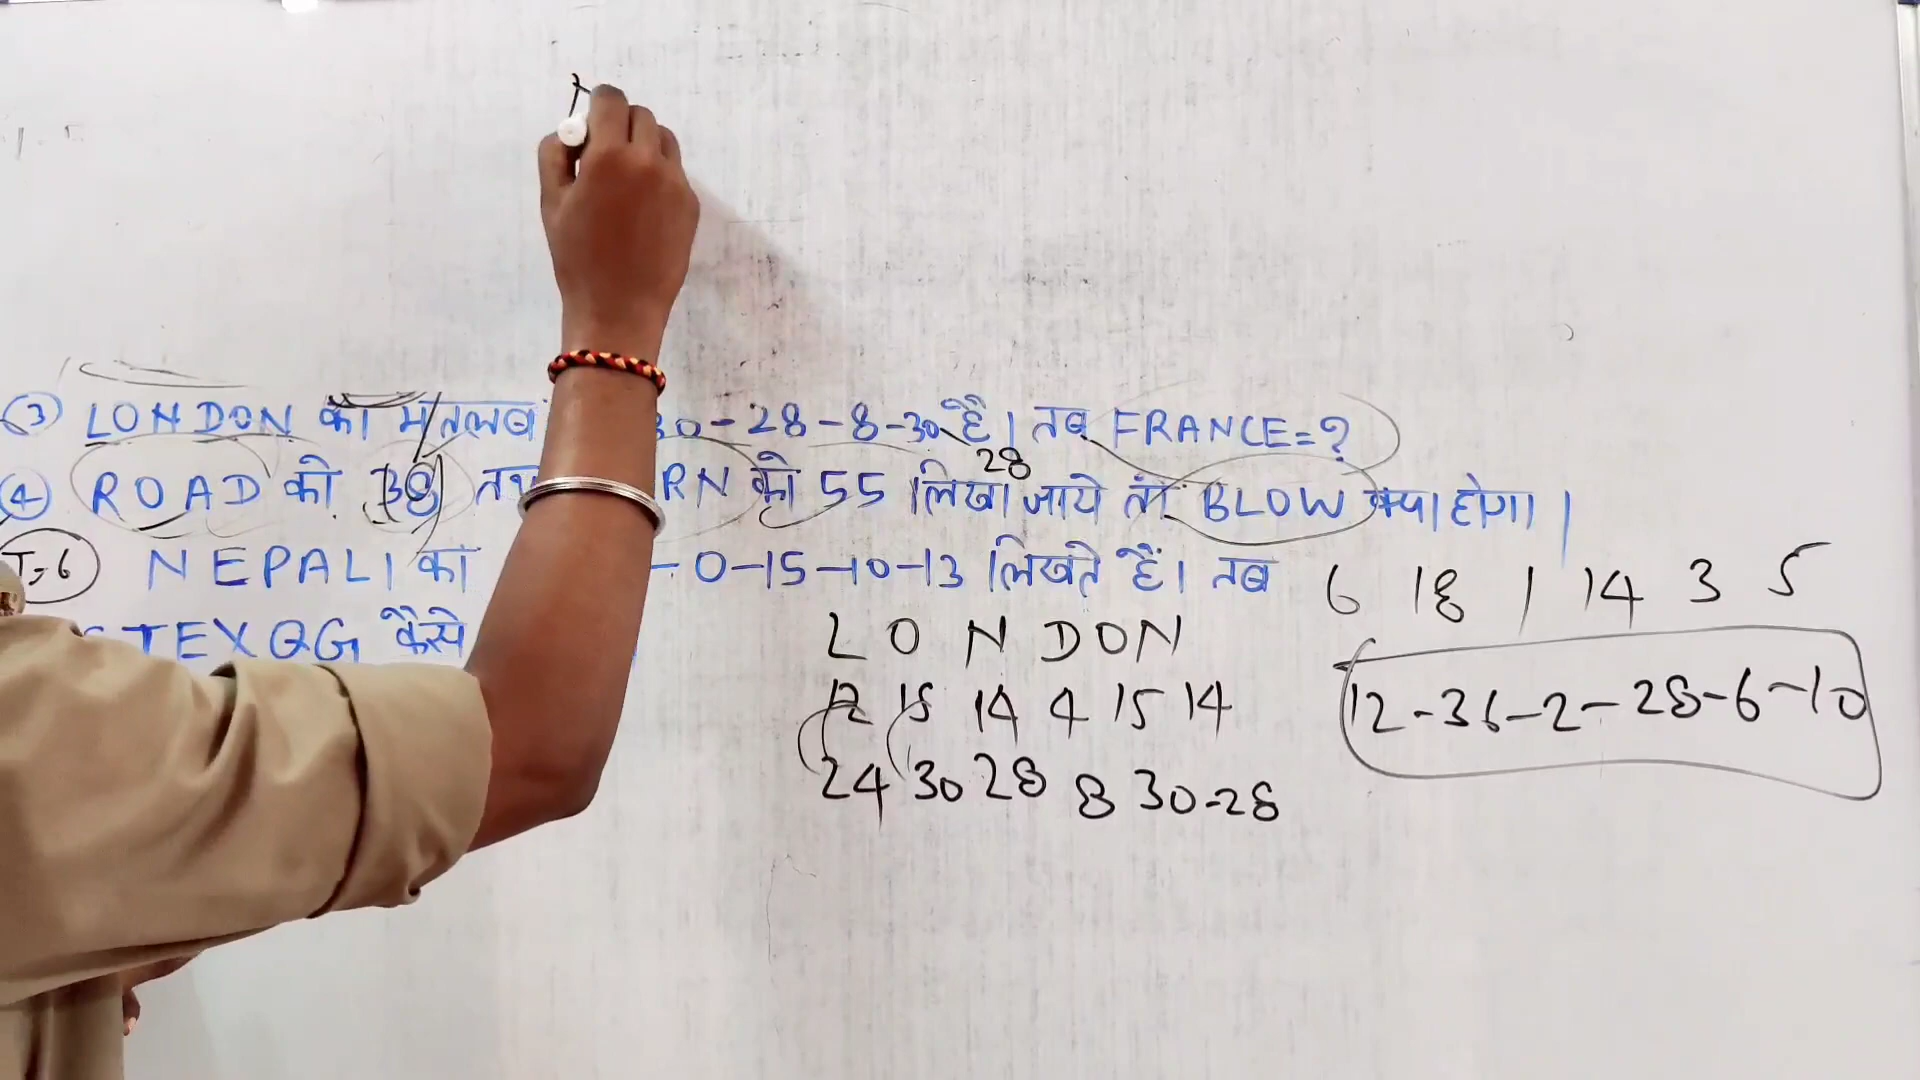 ③ LONDON का मतलब 30-28-8-30 है। तब FRANCE=?
28
④ ROAD को 38 RN को 55 लिखा जाये तो BLOW क्या होगा।
NEPALI का -0-15-10-13 लिखते हैं। तब
TEXQG कैसे
6 18 1 14 3 5
L O N D O N
12 15 14 4 15 14
12-36-2-28-6-10
24 30 28 8 30-28